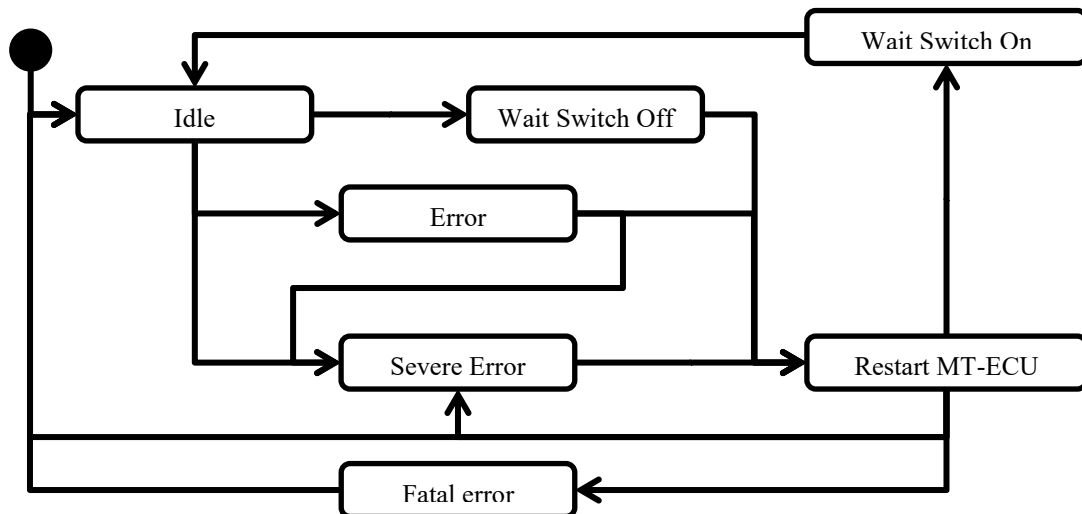 Wait Switch On
Idle
Wait Switch Off
Error
Severe Error
Restart MT-ECU
Fatal error